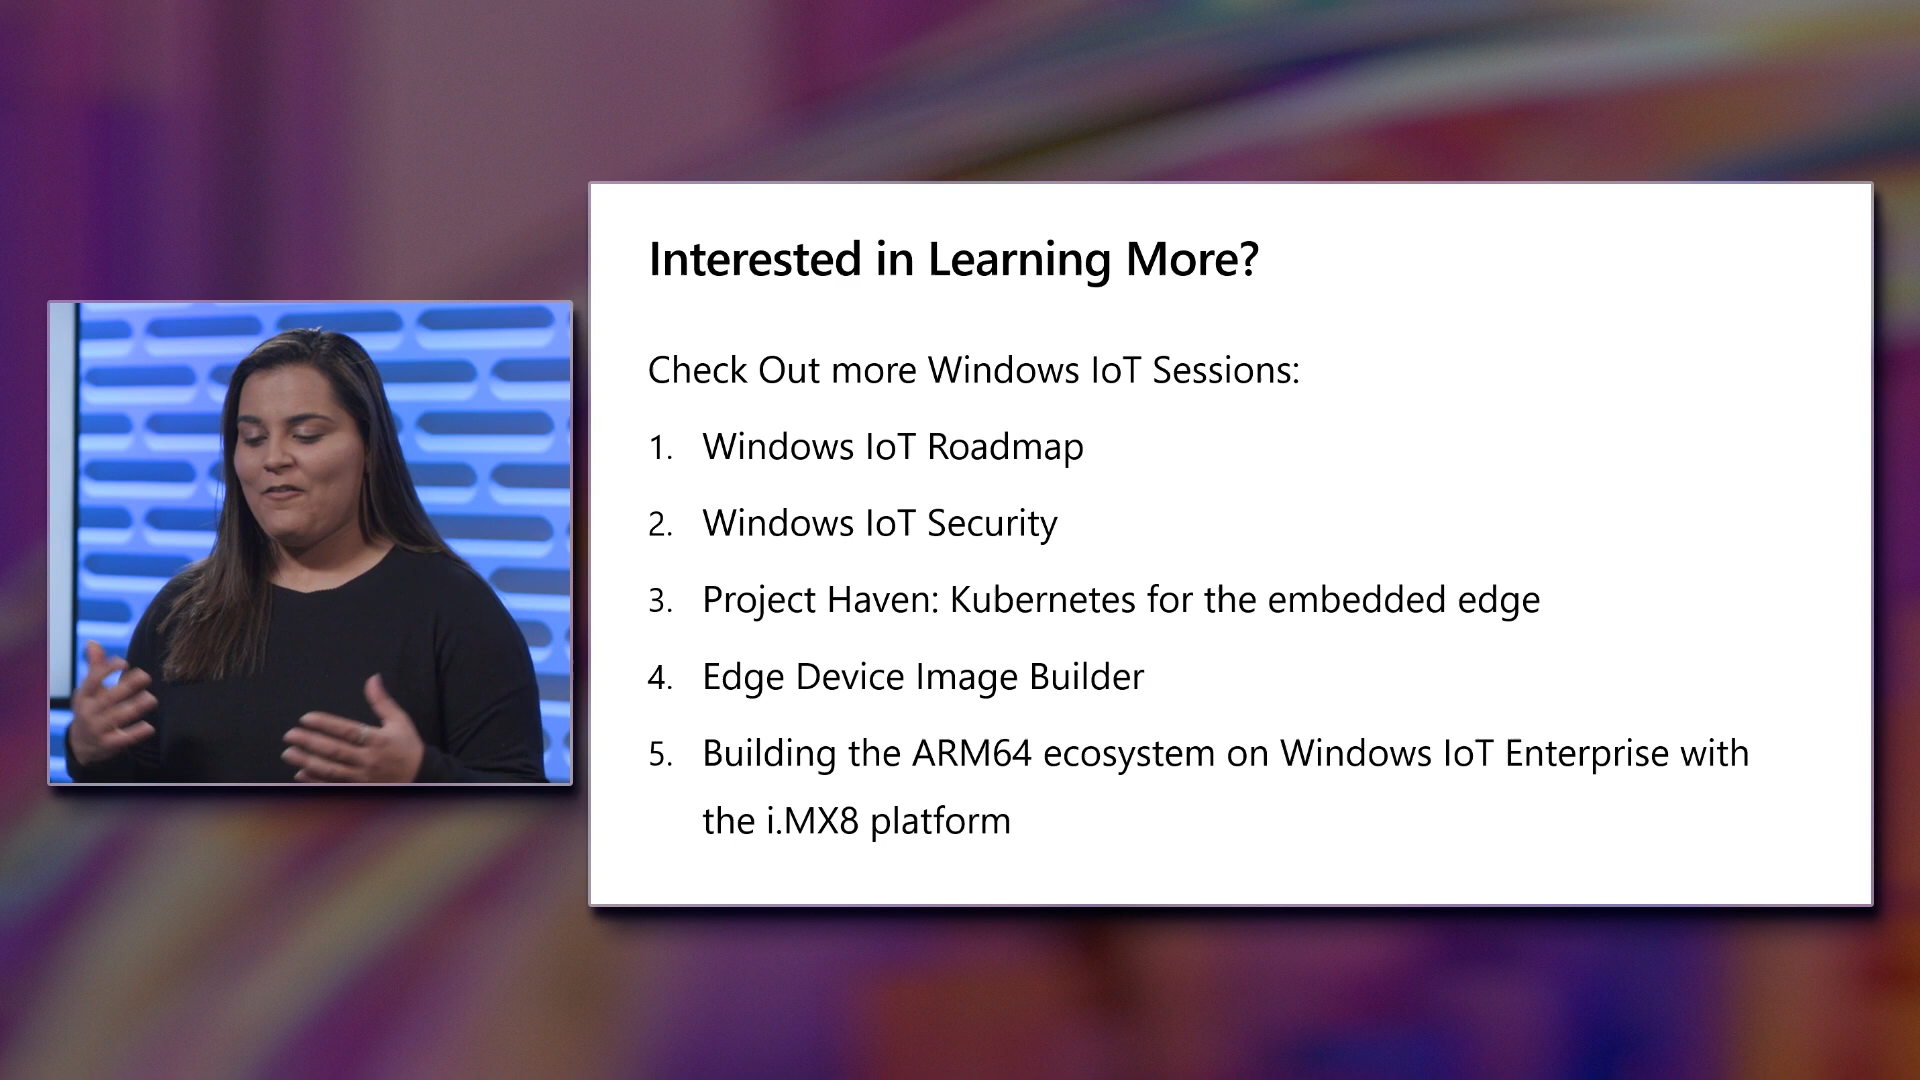 Interested in Learning More?
Check Out more Windows IoT Sessions:
1. Windows IoT Roadmap
2. Windows IoT Security
3. Project Haven: Kubernetes for the embedded edge
4. Edge Device Image Builder
5. Building the ARM64 ecosystem on Windows IoT Enterprise with
the i.MX8 platform